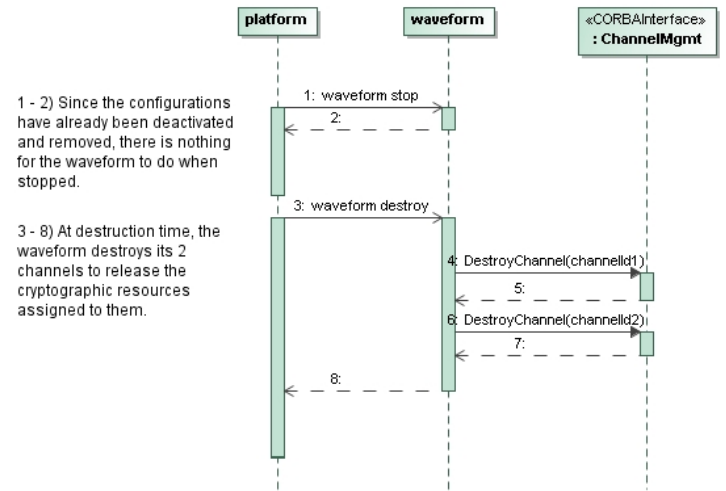 platform
waveform
«CORBAInterface»
: ChannelMgmt
1 - 2) Since the configurations
have already been deactivated
and removed, there is nothing
for the waveform to do when
stopped.
1: waveform stop
2:
3 - 8) At destruction time, the
waveform destroys its 2
channels to release the
cryptographic resources
assigned to them.
3: waveform destroy
4: DestroyChannel(channelId1)
5:
6: DestroyChannel(channelId2)
7:
8: